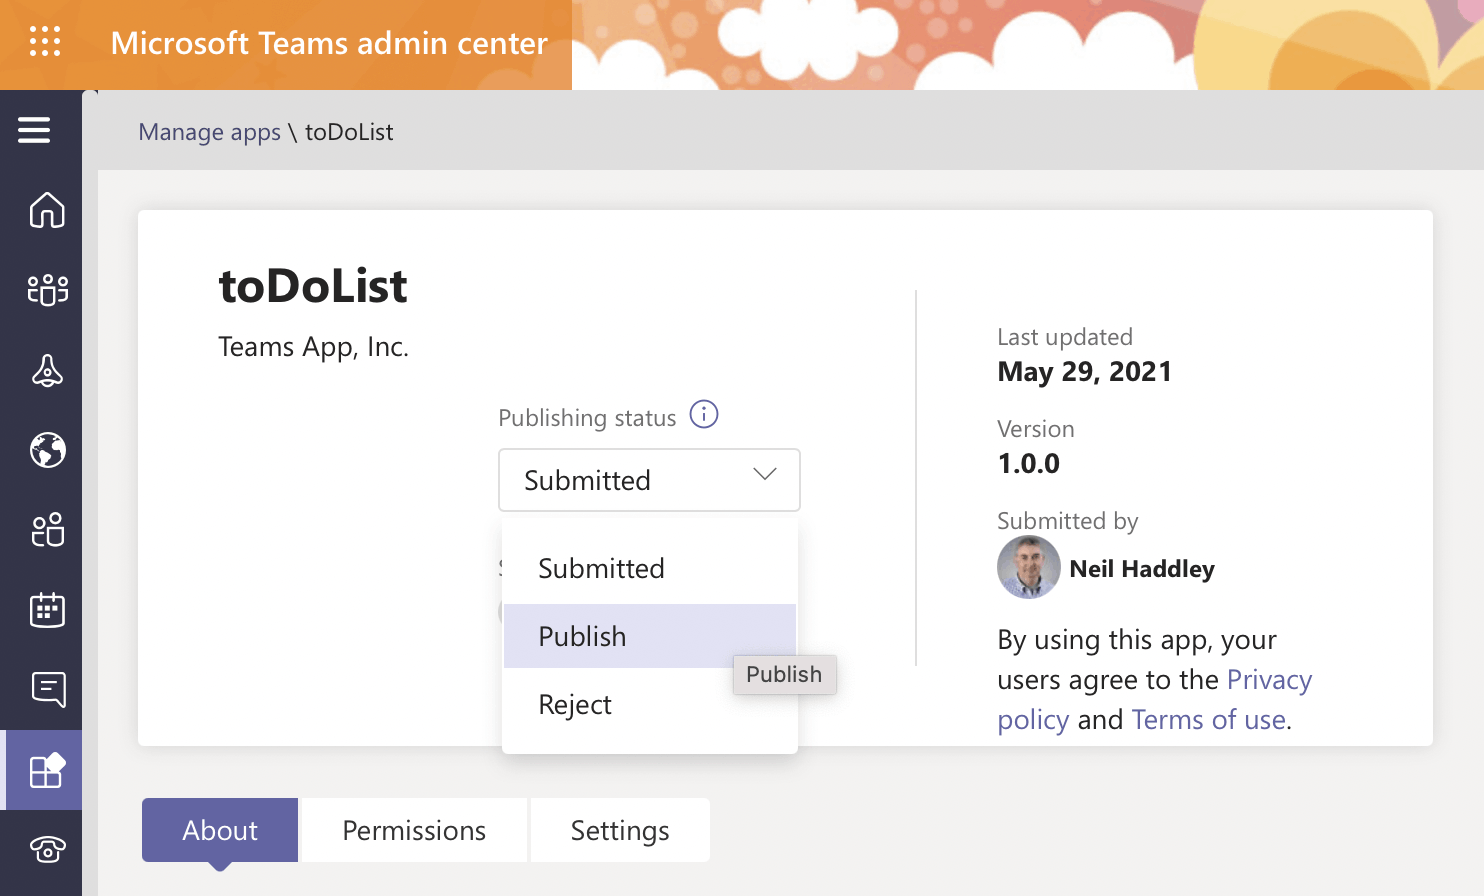 Microsoft Teams admin center
Manage apps \ toDoList
toDoList
Teams App, Inc.
Publishing status
Submitted
Submitted
Publish
Publish
Reject
Last updated
May 29, 2021
Version
1.0.0
Submitted by
Neil Haddley
By using this app, your
users agree to the Privacy
policy and Terms of use.
About
Permissions
Settings